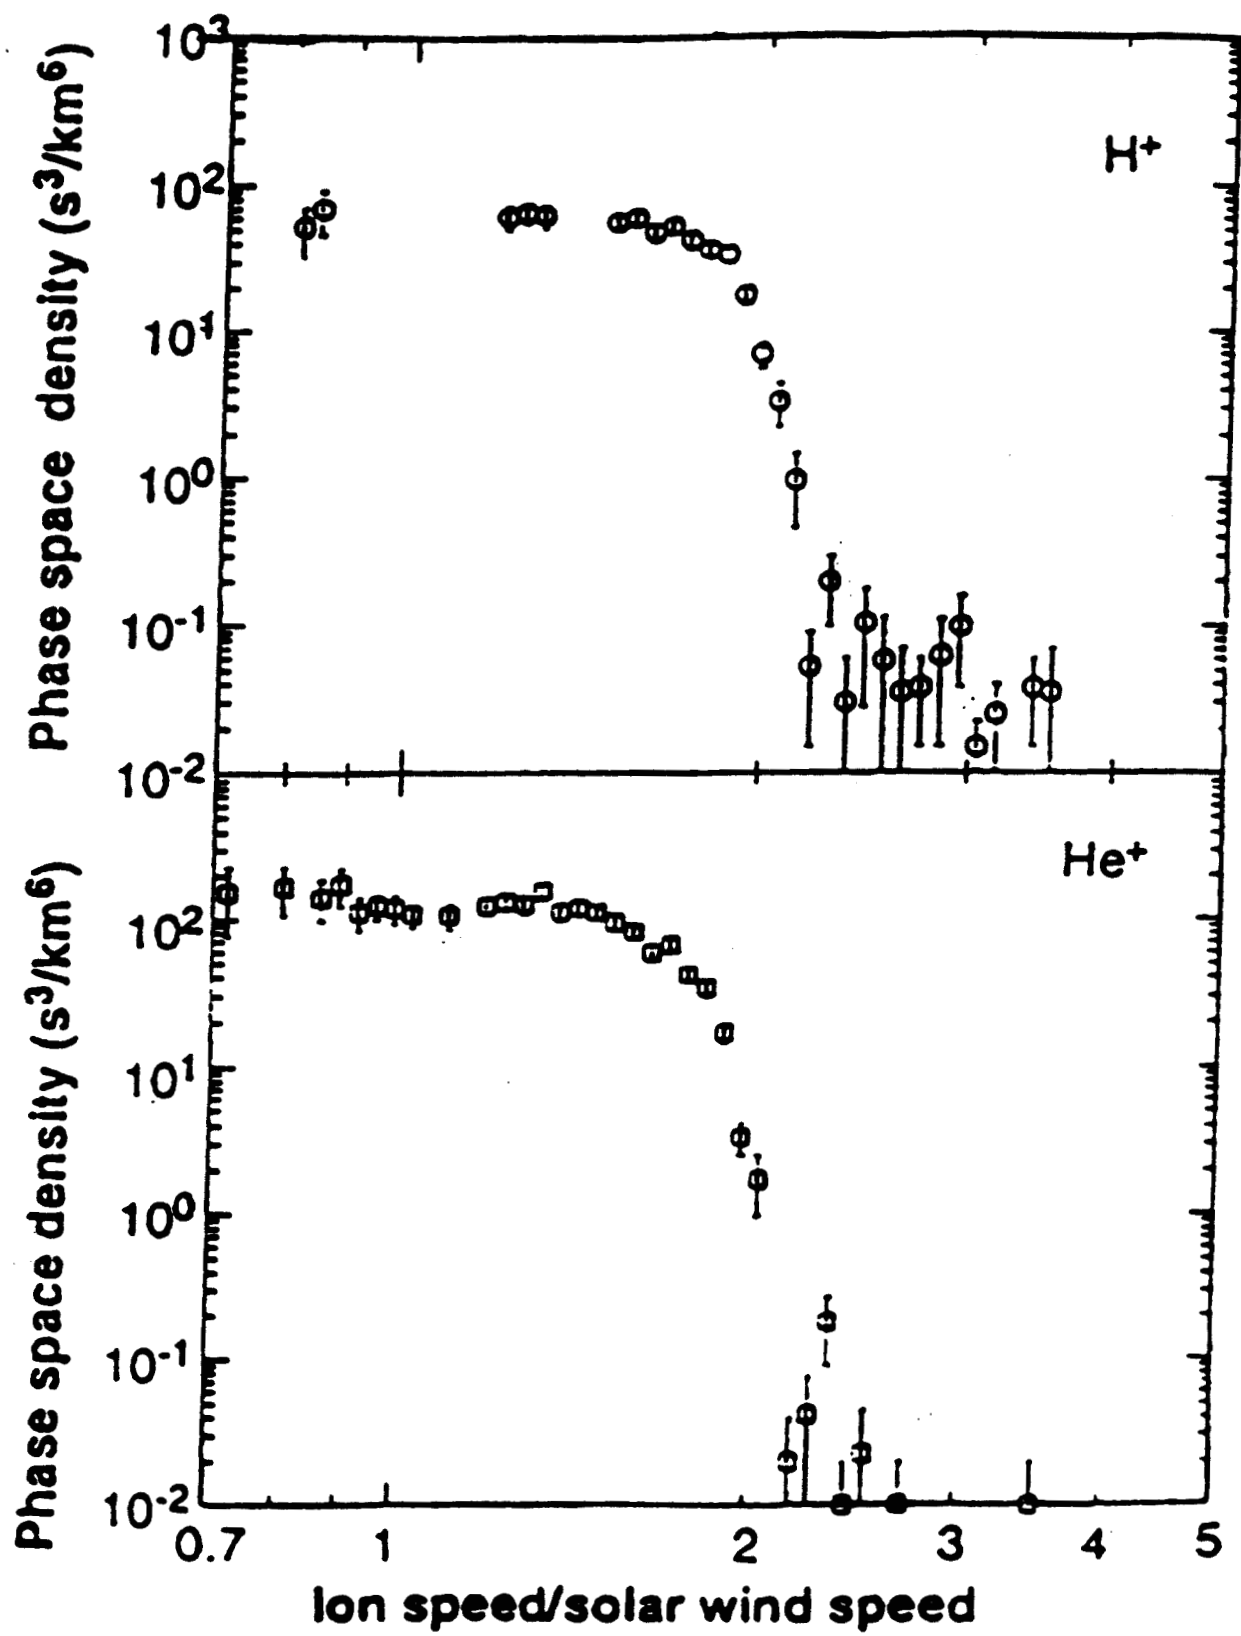 10³
Phase space density (s³/km⁶)
H⁺
10²
10¹
10⁰
10⁻¹
10⁻²
Phase space density (s³/km⁶)
He⁺
10²
10¹
10⁰
10⁻¹
10⁻²
0.7 1 2 3 4 5
Ion speed/solar wind speed